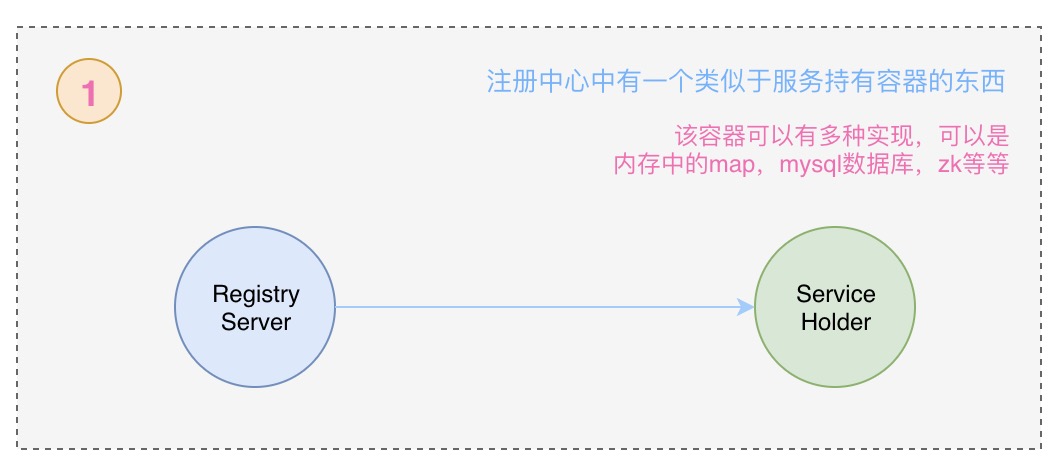 1
注册中心中有一个类似于服务持有容器的东西
该容器可以有多种实现，可以是
内存中的map，mysql数据库，zk等等
Registry
Server
Service
Holder